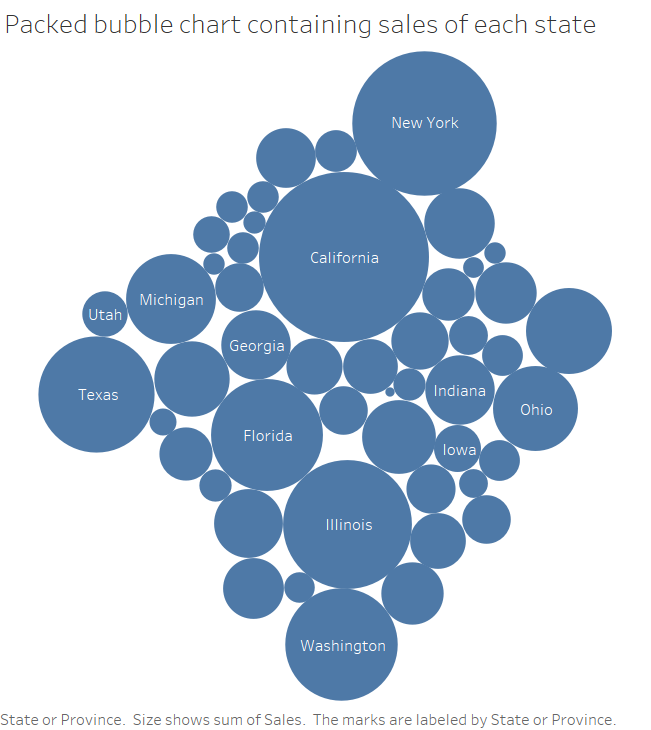 Packed bubble chart containing sales of each state
New York
California
Michigan
Utah
Georgia
Texas
Indiana
Ohio
Florida
Iowa
Illinois
Washington
State or Province.  Size shows sum of Sales.  The marks are labeled by State or Province.